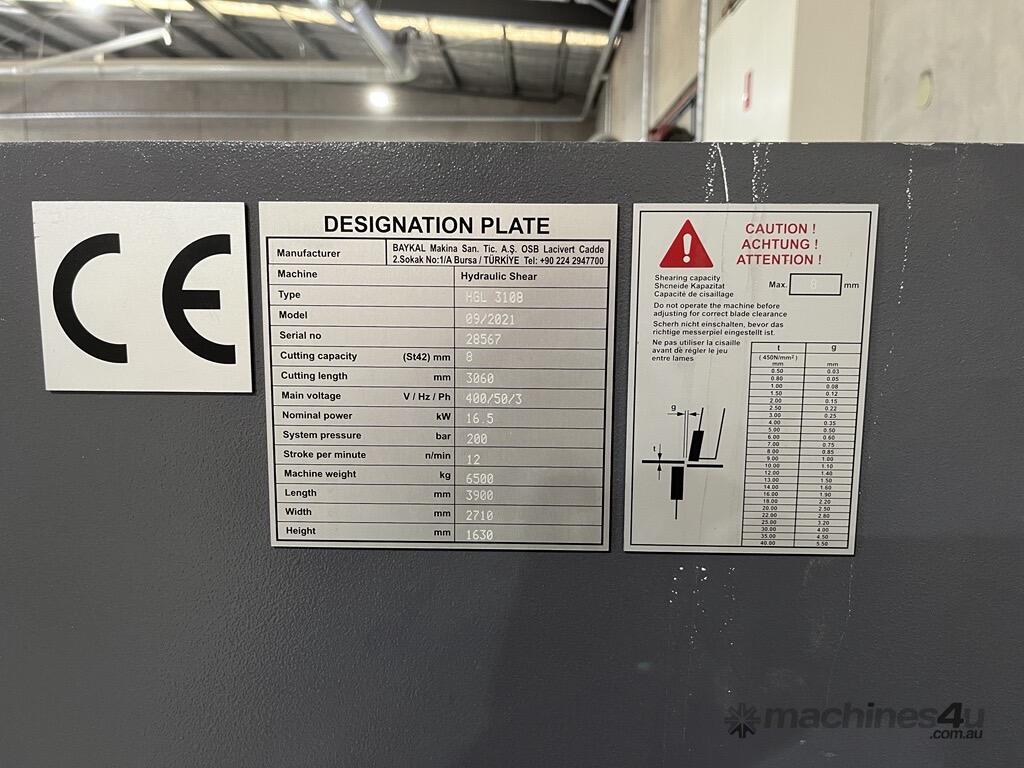 CE
DESIGNATION PLATE
Manufacturer BAYKAL Makina San. Tic. A.Ş. OSB Lacivert Cadde
2.Sokak No:1/A Bursa / TÜRKİYE Tel: +90 224 2947700
Machine Hydraulic Shear
Type HGL 3108
Model 09/2021
Serial no 28567
Cutting capacity (St42) mm 8
Cutting length mm 3060
Main voltage V / Hz / Ph 400/50/3
Nominal power kW 16.5
System pressure bar 200
Stroke per minute n/min 12
Machine weight kg 6500
Length mm 3900
Width mm 2710
Height mm 1630
CAUTION !
ACHTUNG !
ATTENTION !
Shearing capacity
Shcneide Kapazitat
Capacité de cisaillage
Max. 8 mm
Do not operate the machine before
adjusting for correct blade clearance
Scherh nicht einschalten, bevor das
richtige messerpiel eingestellt ist.
Ne pas utiliser la cisaille
avant de régler le jeu
entre lames
g
t
t g
( 450N/mm²)
mm mm
0.50 0.03
0.80 0.05
1.00 0.08
1.50 0.12
2.00 0.15
2.50 0.22
3.00 0.25
4.00 0.35
5.00 0.50
6.00 0.60
7.00 0.75
8.00 0.85
9.00 1.00
10.00 1.10
12.00 1.40
13.00 1.50
14.00 1.60
16.00 1.90
18.00 2.20
20.00 2.50
22.00 2.80
25.00 3.20
30.00 4.00
35.00 4.50
40.00 5.50
machines4u
.com.au